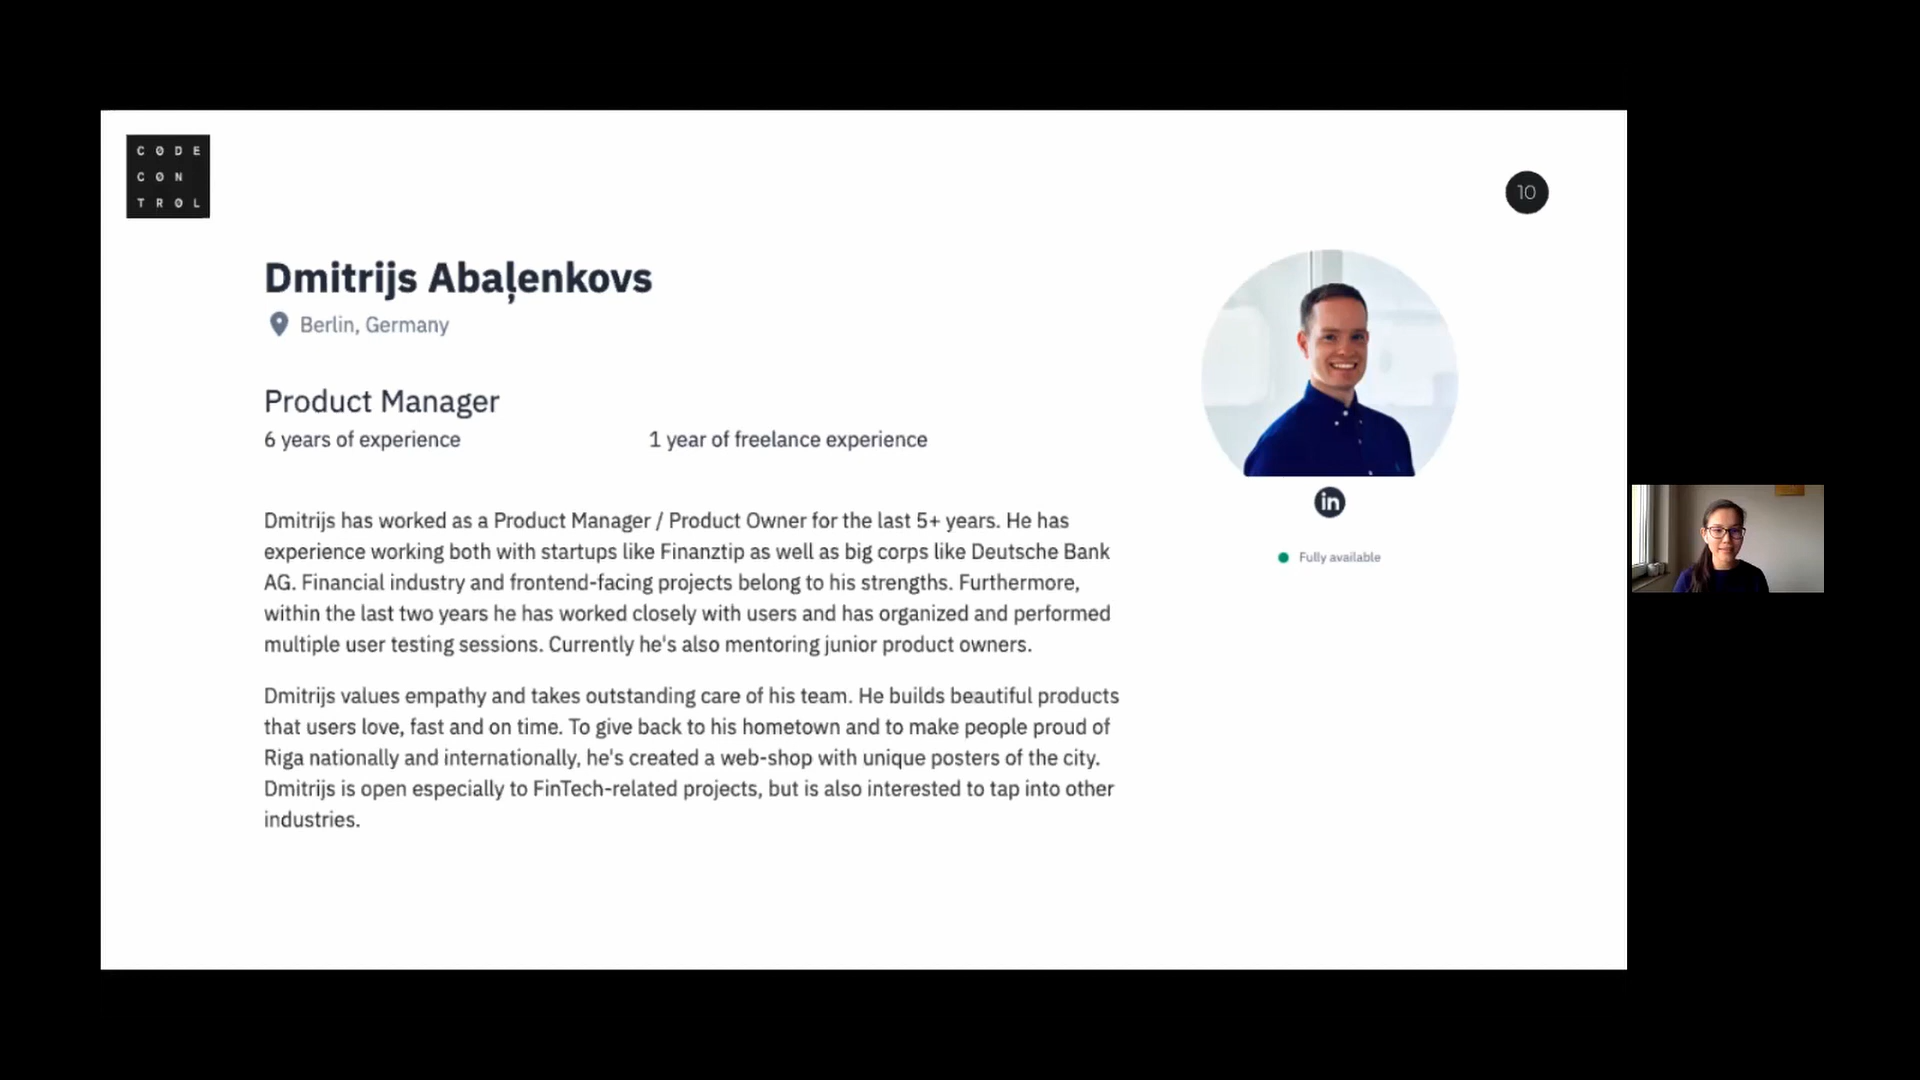 CØDE
CØN
TRØL
10
Dmitrijs Abaļenkovs
Berlin, Germany
Product Manager
6 years of experience
1 year of freelance experience
Dmitrijs has worked as a Product Manager / Product Owner for the last 5+ years. He has
experience working both with startups like Finanztip as well as big corps like Deutsche Bank
AG. Financial industry and frontend-facing projects belong to his strengths. Furthermore,
within the last two years he has worked closely with users and has organized and performed
multiple user testing sessions. Currently he's also mentoring junior product owners.
Dmitrijs values empathy and takes outstanding care of his team. He builds beautiful products
that users love, fast and on time. To give back to his hometown and to make people proud of
Riga nationally and internationally, he's created a web-shop with unique posters of the city.
Dmitrijs is open especially to FinTech-related projects, but is also interested to tap into other
industries.
in
Fully available